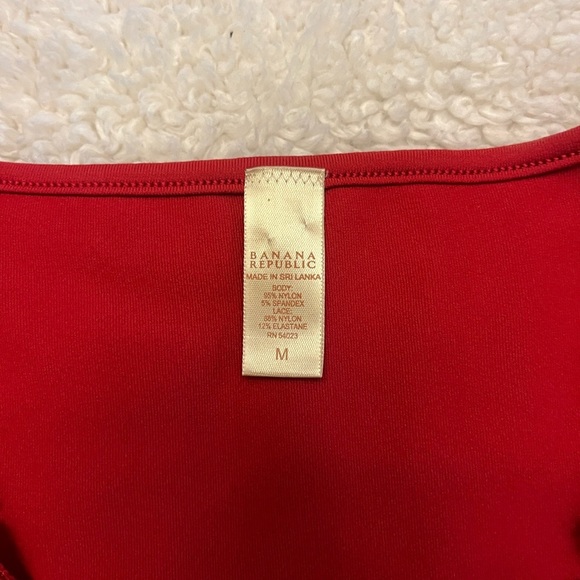 BANANA
REPUBLIC
MADE IN SRI LANKA
BODY:
95% NYLON
5% SPANDEX
LACE:
88% NYLON
12% ELASTANE
RN 54023
M